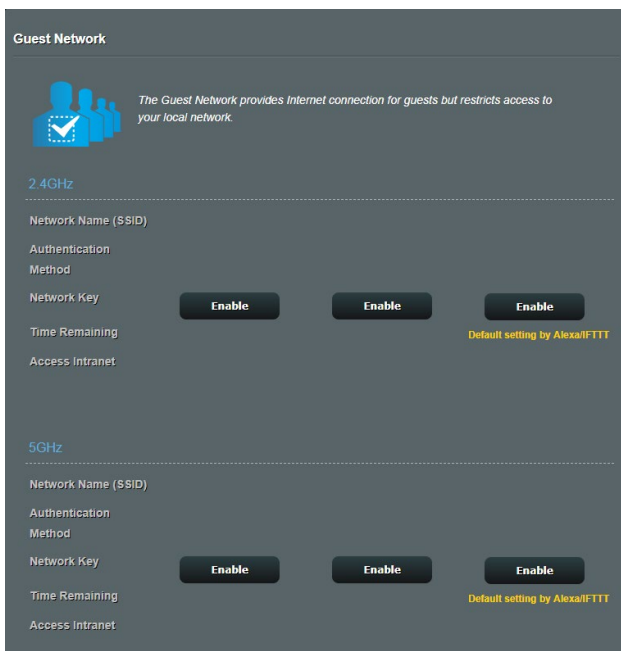 Guest Network
The Guest Network provides Internet connection for guests but restricts access to
your local network.
2.4GHz
Network Name (SSID)
Authentication
Method
Network Key
Enable
Enable
Enable
Time Remaining
Default setting by Alexa/IFTTT
Access Intranet
5GHz
Network Name (SSID)
Authentication
Method
Network Key
Enable
Enable
Enable
Time Remaining
Default setting by Alexa/IFTTT
Access Intranet